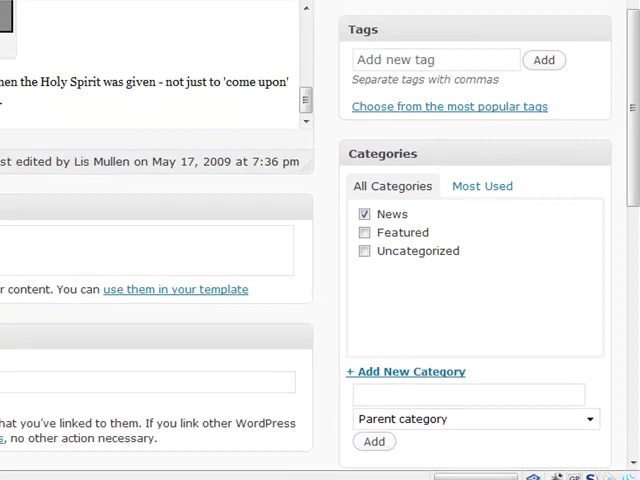 Tags
Add new tag
Add
Separate tags with commas
Choose from the most popular tags
hen the Holy Spirit was given - not just to 'come upon'
Categories
st edited by Lis Mullen on May 17, 2009 at 7:36 pm
All Categories
Most Used
News
Featured
Uncategorized
r content. You can use them in your template
+ Add New Category
Parent category
hat you've linked to them. If you link other WordPress
s, no other action necessary.
Add